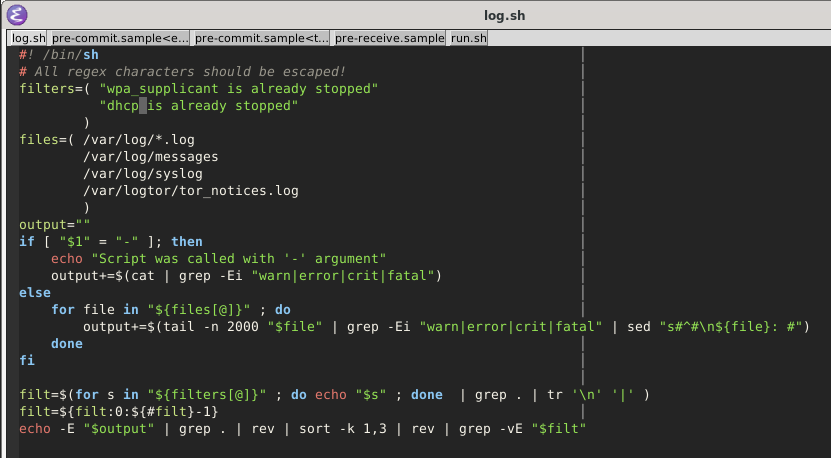 log.sh
log.sh pre-commit.sample<e... pre-commit.sample<t... pre-receive.sample run.sh
#! /bin/sh
# All regex characters should be escaped!
filters=( "wpa_supplicant is already stopped"
          "dhcp is already stopped"
        )
files=( /var/log/*.log
        /var/log/messages
        /var/log/syslog
        /var/logtor/tor_notices.log
        )
output=""
if [ "$1" = "-" ]; then
    echo "Script was called with '-' argument"
    output+=$(cat | grep -Ei "warn|error|crit|fatal")
else
    for file in "${files[@]}" ; do
        output+=$(tail -n 2000 "$file" | grep -Ei "warn|error|crit|fatal" | sed "s#^#\n${file}: #")
    done
fi
filt=$(for s in "${filters[@]}" ; do echo "$s" ; done  | grep . | tr '\n' '|' )
filt=${filt:0:${#filt}-1}
echo -E "$output" | grep . | rev | sort -k 1,3 | rev | grep -vE "$filt"